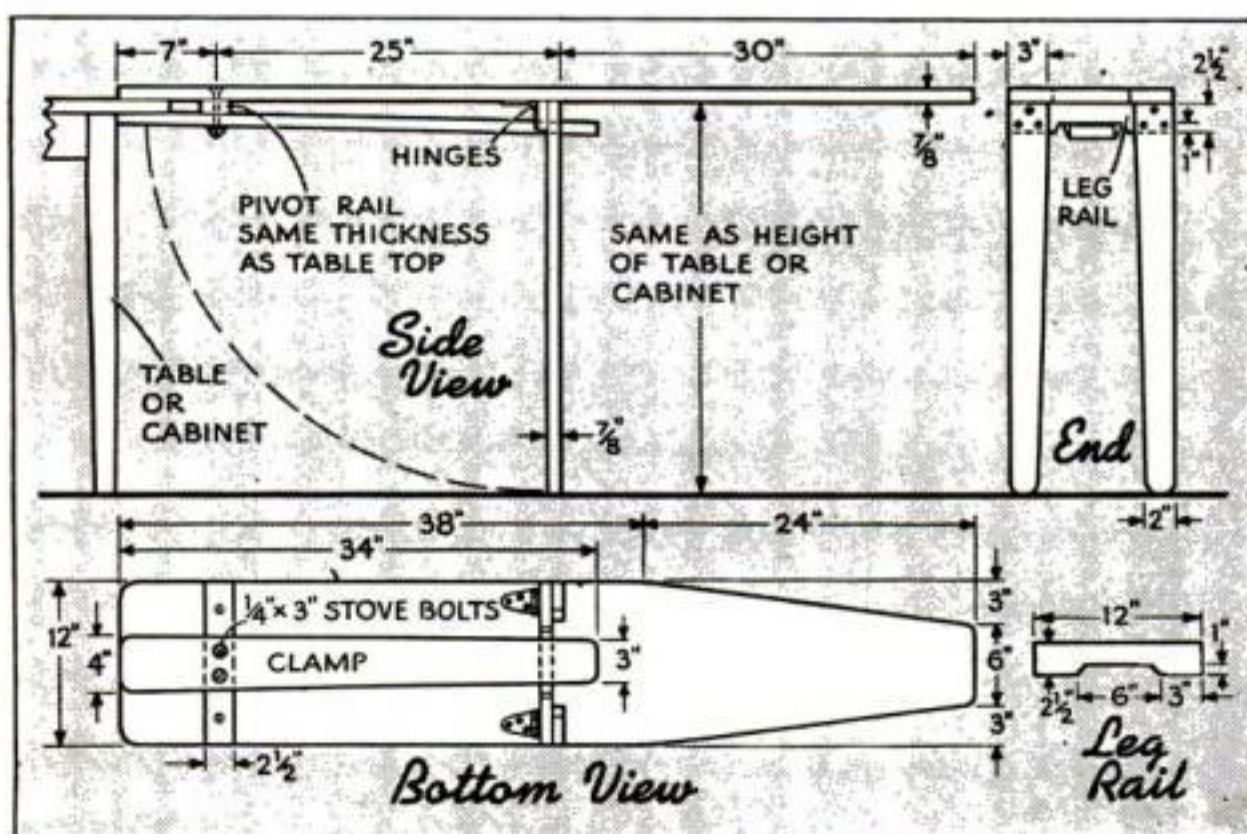 7" 25" 30" 3" 2½"
HINGES
⅞"
1"
PIVOT RAIL
SAME THICKNESS
AS TABLE TOP
SAME AS HEIGHT
OF TABLE OR
CABINET
LEG
RAIL
Side
View
TABLE
OR
CABINET
⅞"
End
2"
38" 24"
34"
¼" x 3" STOVE BOLTS
3"
12"
12"
1"
4"
CLAMP
3"
6"
2½"
6"
3"
3"
2½"
Bottom View
Leg
Rail